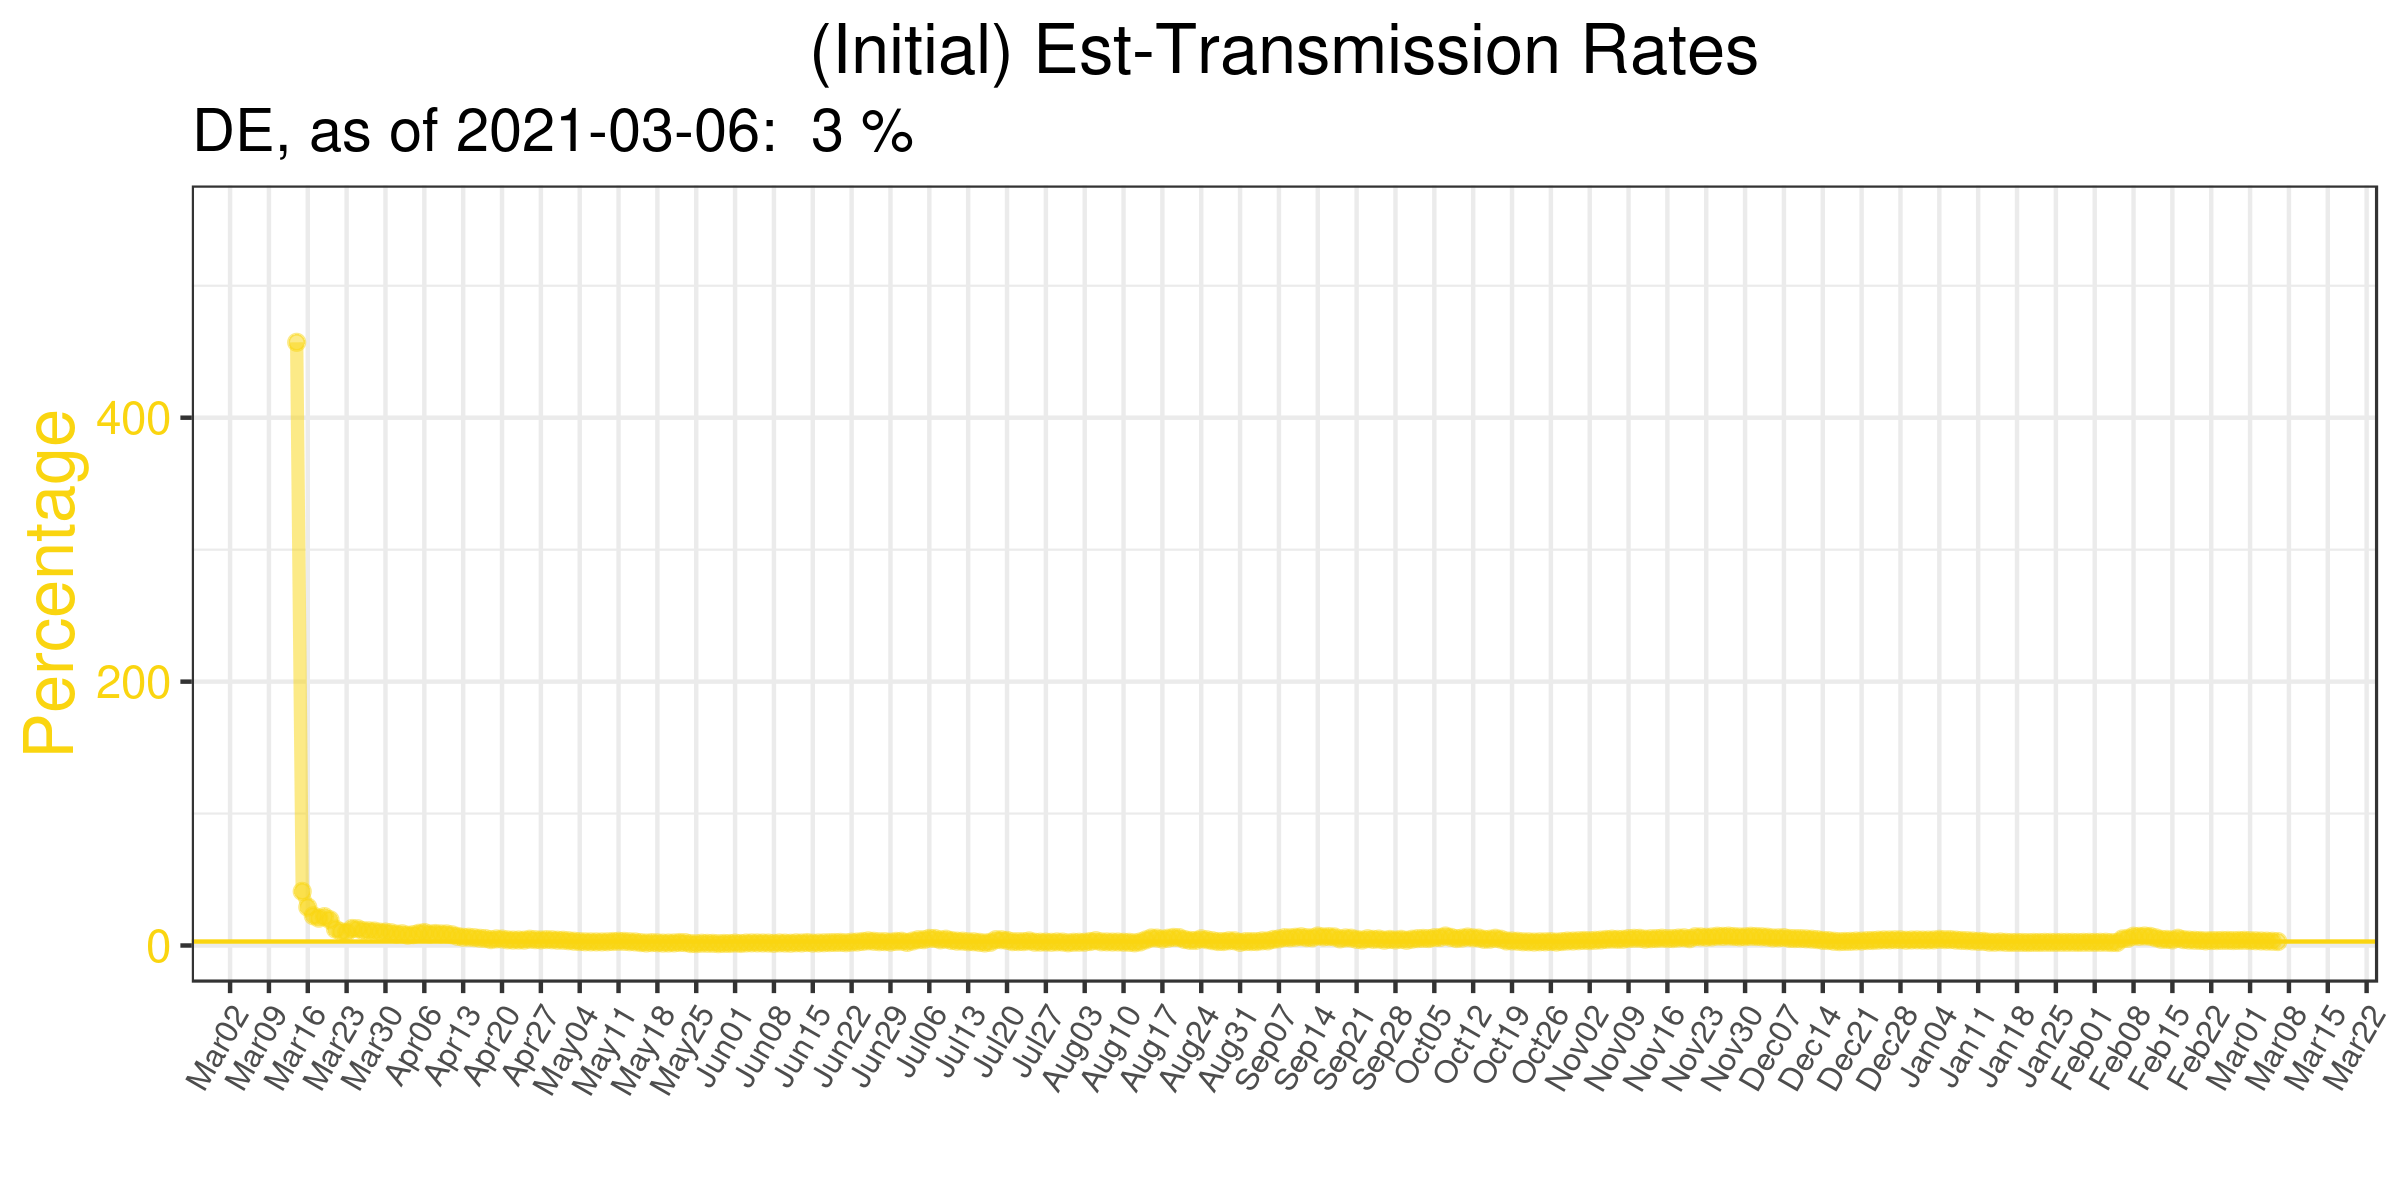 (Initial) Est-Transmission Rates
DE, as of 2021-03-06:  3 %
Percentage
400
200
0
Mar02
Mar09
Mar16
Mar23
Mar30
Apr06
Apr13
Apr20
Apr27
May04
May11
May18
May25
Jun01
Jun08
Jun15
Jun22
Jun29
Jul06
Jul13
Jul20
Jul27
Aug03
Aug10
Aug17
Aug24
Aug31
Sep07
Sep14
Sep21
Sep28
Oct05
Oct12
Oct19
Oct26
Nov02
Nov09
Nov16
Nov23
Nov30
Dec07
Dec14
Dec21
Dec28
Jan04
Jan11
Jan18
Jan25
Feb01
Feb08
Feb15
Feb22
Mar01
Mar08
Mar15
Mar22